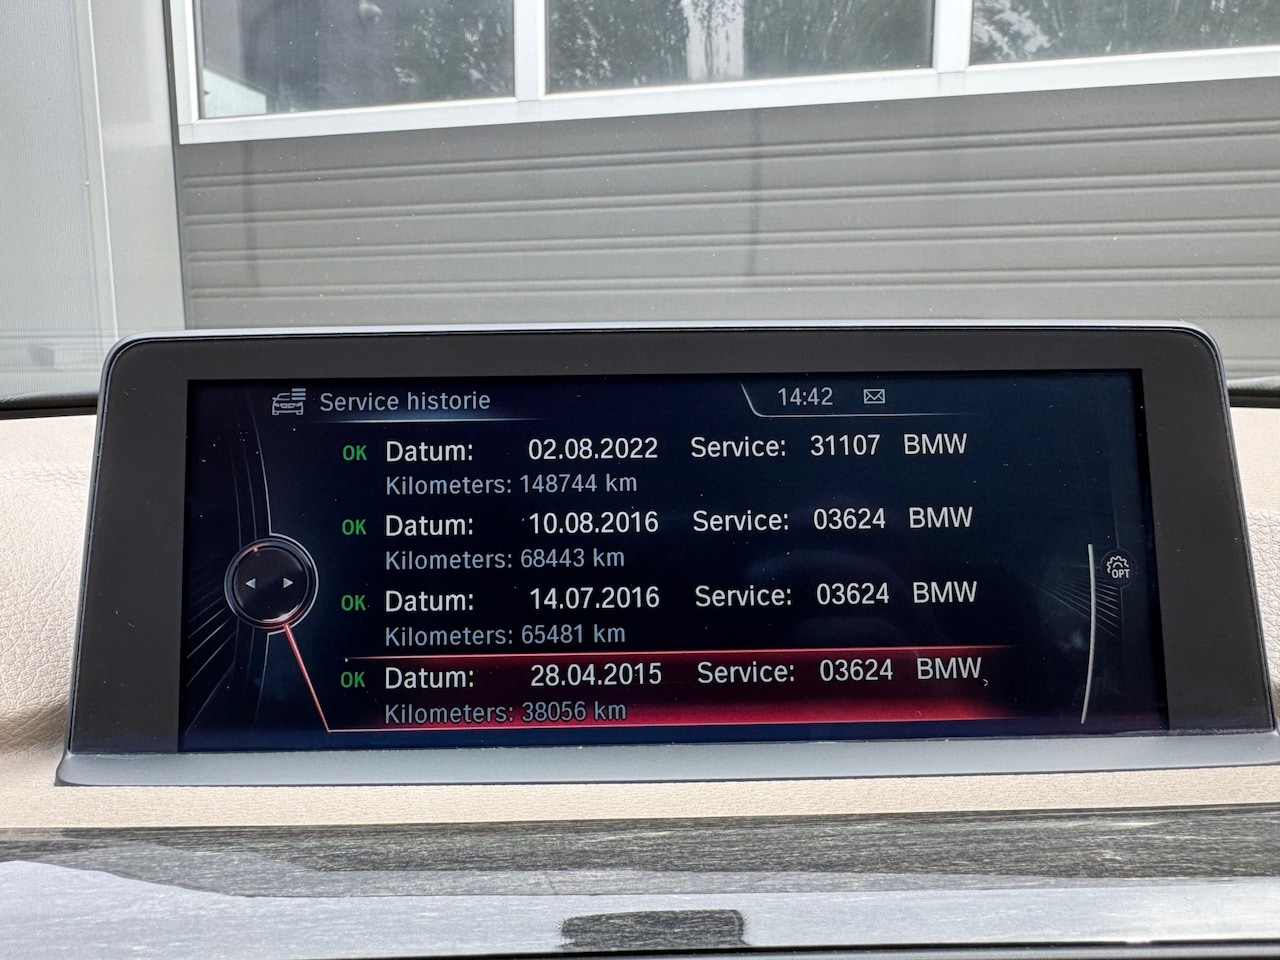 Service historie 14:42
OK Datum: 02.08.2022 Service: 31107 BMW
Kilometers: 148744 km
OK Datum: 10.08.2016 Service: 03624 BMW
Kilometers: 68443 km
OPT
OK Datum: 14.07.2016 Service: 03624 BMW
Kilometers: 65481 km
OK Datum: 28.04.2015 Service: 03624 BMW
Kilometers: 38056 km